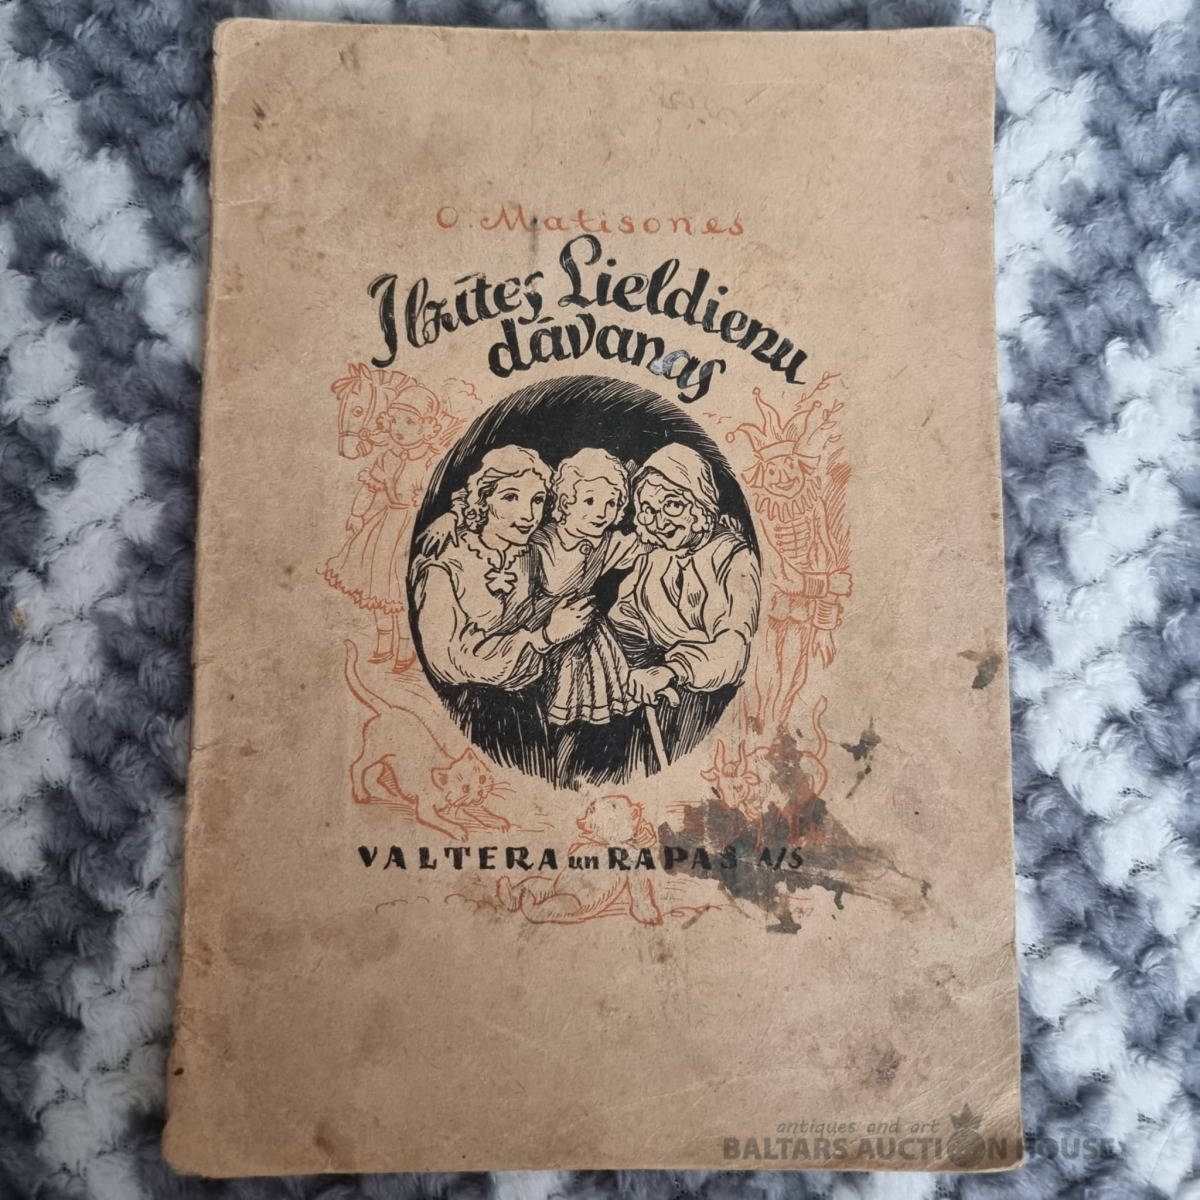 O. Matisones
Ilzītes Lieldienu
dāvanas
VALTERA un RAPAS A/S
antiques and art
BALTARS AUCTION HOUSE